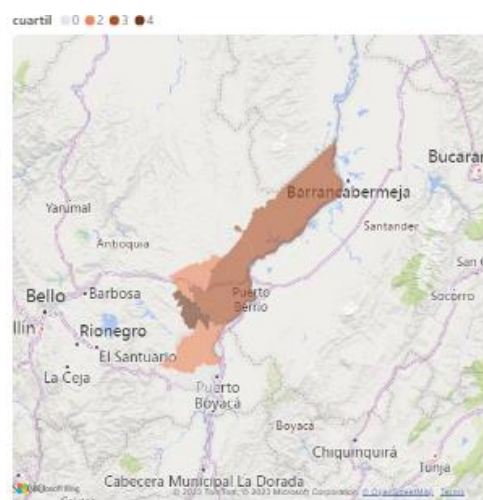 cuartil 0 2 3 4
Bucaran
Barrancabermeja
Yarumal
Santander
Antioquia
San G
Bello
Barbosa
Puerto
Berrío
Socorro
llín
Rionegro
El Santuario
La Ceja
Puerto
Boyacá
Boyacá
Chiquinquirá
Tunja
Cabecera Municipal La Dorada
Microsoft Bing
© 2023 TomTom, © 2023 Microsoft Corporation, © OpenStreetMap Terms